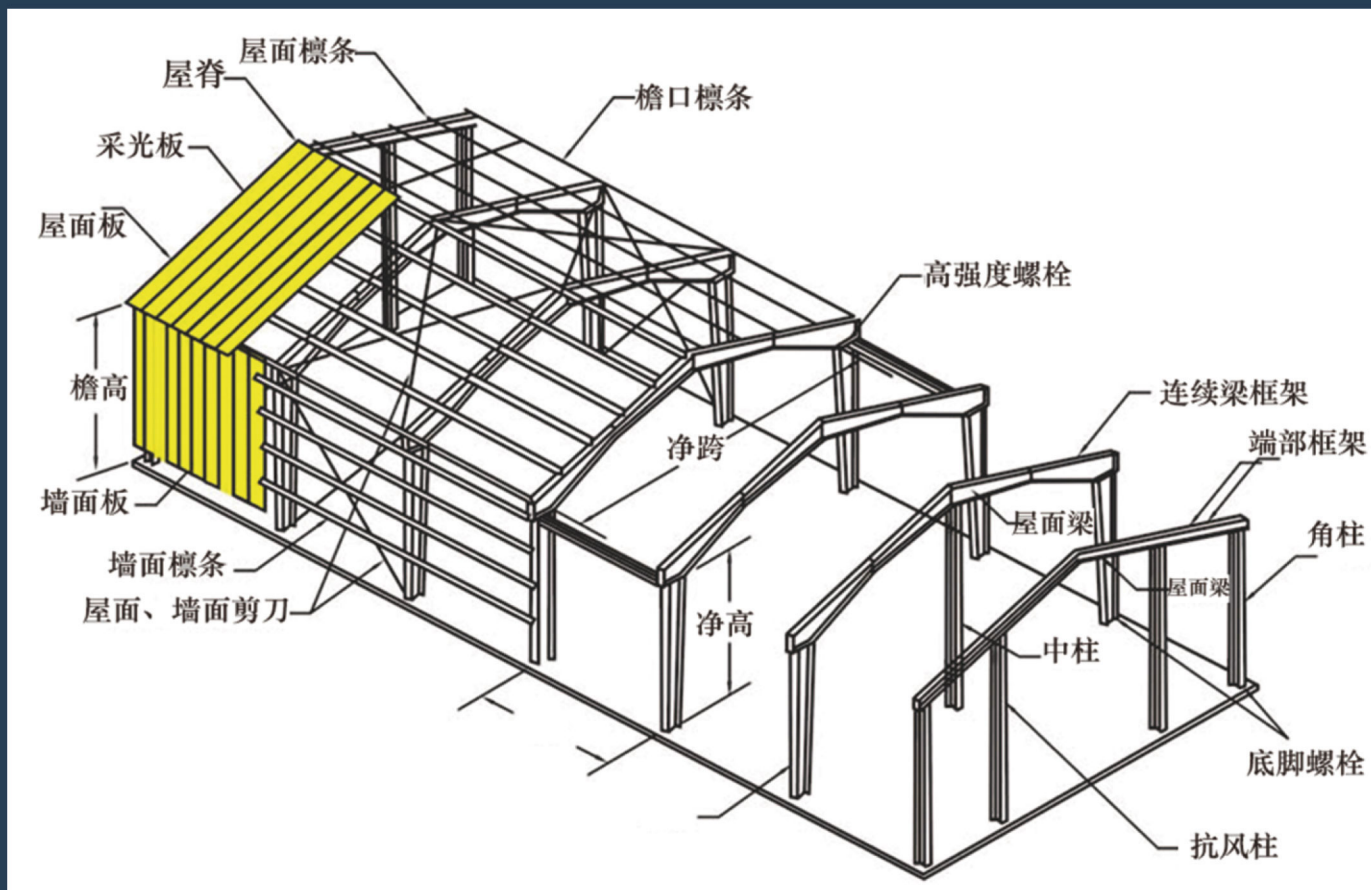 屋面檩条
屋脊
檐口檩条
采光板
屋面板
高强度螺栓
檐高
连续梁框架
净跨
端部框架
墙面板
屋面梁
角柱
墙面檩条
屋面梁
屋面、墙面剪刀
净高
中柱
底脚螺栓
抗风柱